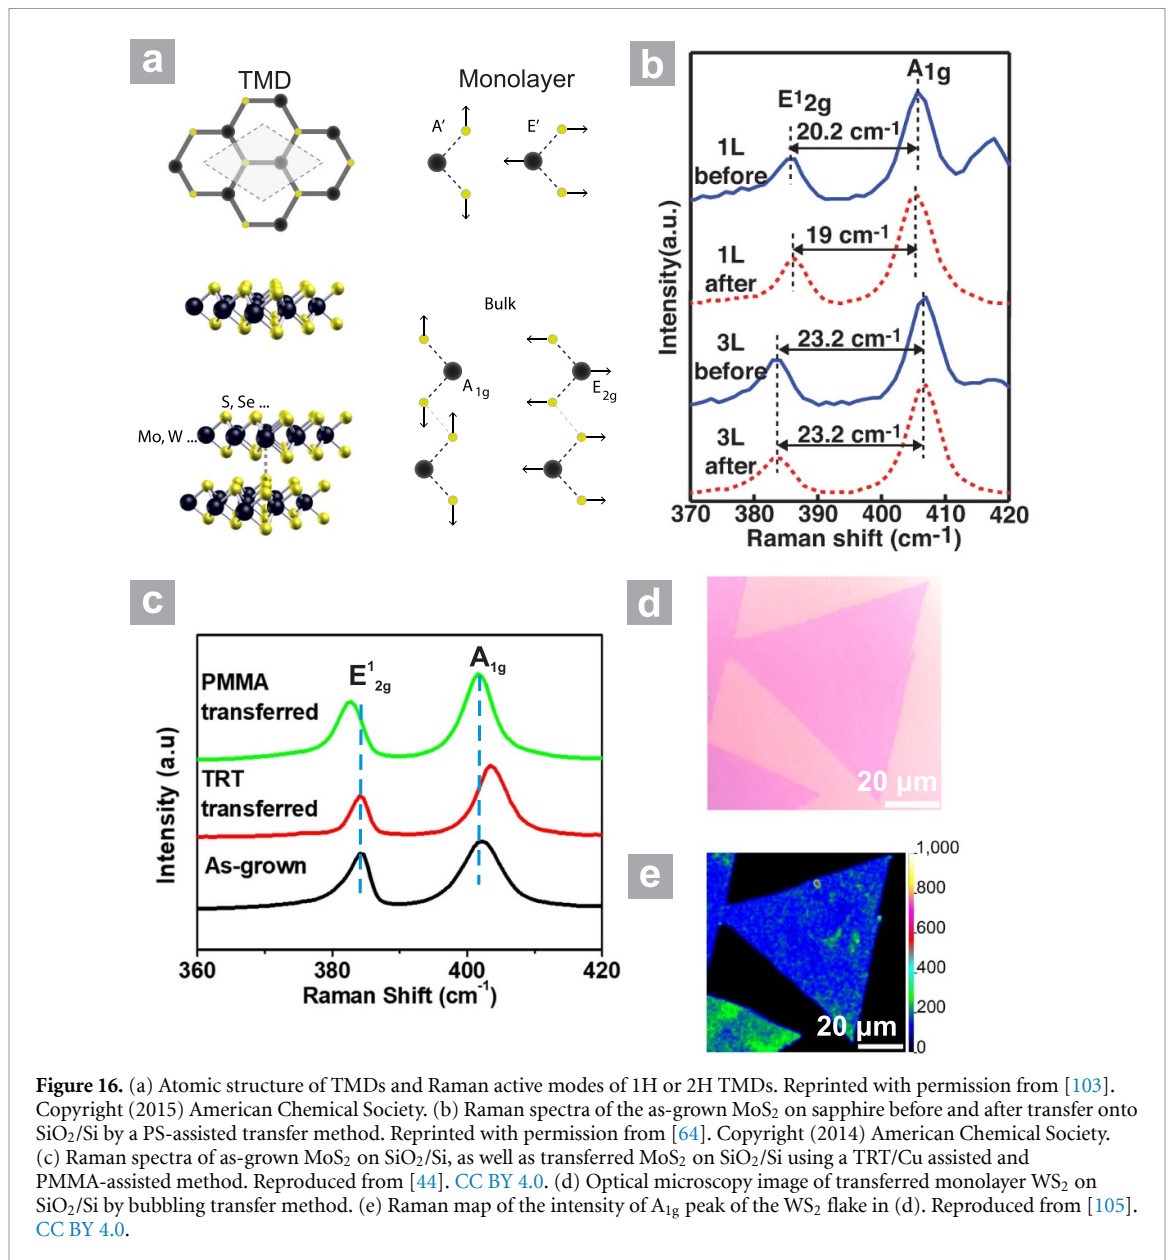 a
TMD
Monolayer
A′
E′
S, Se ...
Mo, W ...
Bulk
A1g
E2g
b
A1g
E12g
20.2 cm-1
1L
before
19 cm-1
1L
after
23.2 cm-1
3L
before
23.2 cm-1
3L
after
Intensity(a.u.)
370 380 390 400 410 420
Raman shift (cm-1)
c
E12g
A1g
PMMA
transferred
TRT
transferred
As-grown
Intensity (a.u)
360 380 400 420
Raman Shift (cm-1)
d
20 μm
e
1,000
800
600
400
200
0
20 μm
Figure 16. (a) Atomic structure of TMDs and Raman active modes of 1H or 2H TMDs. Reprinted with permission from [103].
Copyright (2015) American Chemical Society. (b) Raman spectra of the as-grown MoS2 on sapphire before and after transfer onto
SiO2/Si by a PS-assisted transfer method. Reprinted with permission from [64]. Copyright (2014) American Chemical Society.
(c) Raman spectra of as-grown MoS2 on SiO2/Si, as well as transferred MoS2 on SiO2/Si using a TRT/Cu assisted and
PMMA-assisted method. Reproduced from [44]. CC BY 4.0. (d) Optical microscopy image of transferred monolayer WS2 on
SiO2/Si by bubbling transfer method. (e) Raman map of the intensity of A1g peak of the WS2 flake in (d). Reproduced from [105].
CC BY 4.0.